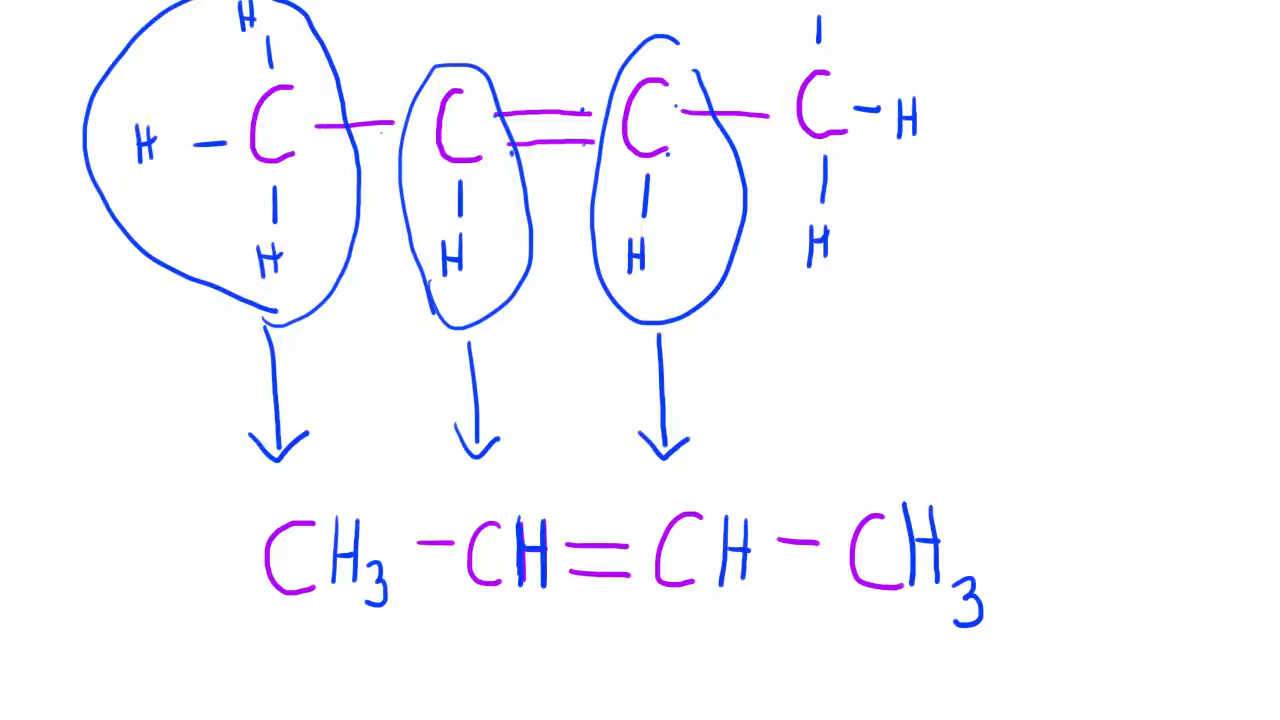 H
H – C – C = C – C – H
H H H H
CH₃ – CH = CH – CH₃